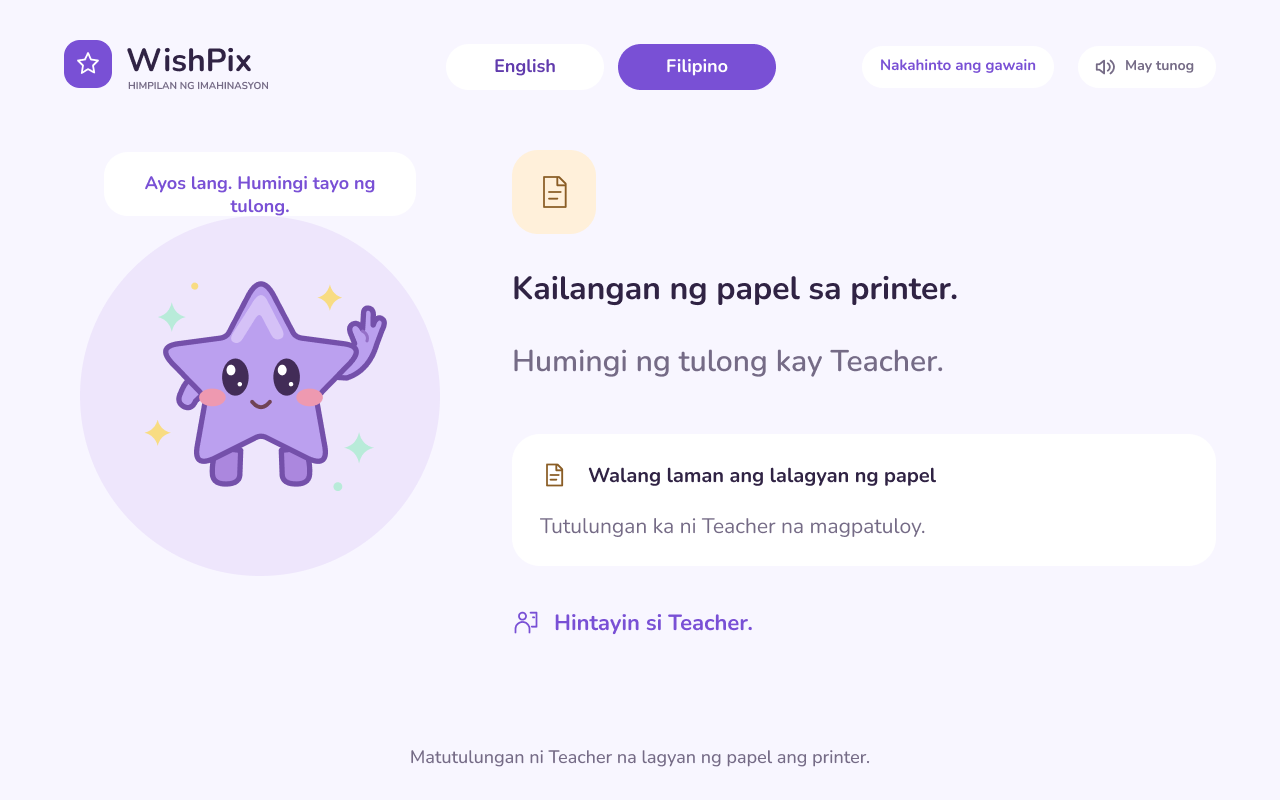 WishPix
HIMPILAN NG IMAHINASYON
English
Filipino
Nakahinto ang gawain
May tunog
Ayos lang. Humingi tayo ng
tulong.
Kailangan ng papel sa printer.
Humingi ng tulong kay Teacher.
Walang laman ang lalagyan ng papel
Tutulungan ka ni Teacher na magpatuloy.
Hintayin si Teacher.
Matutulungan ni Teacher na lagyan ng papel ang printer.